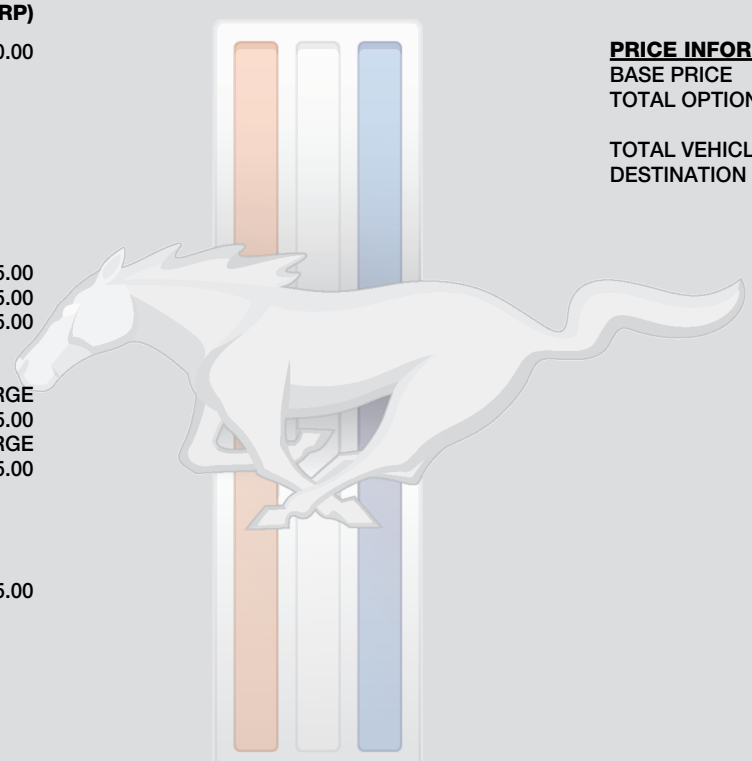 RP)
0.00
5.00
5.00
5.00
RGE
5.00
RGE
5.00
5.00
PRICE INFOR
BASE PRICE
TOTAL OPTION
TOTAL VEHICL
DESTINATION